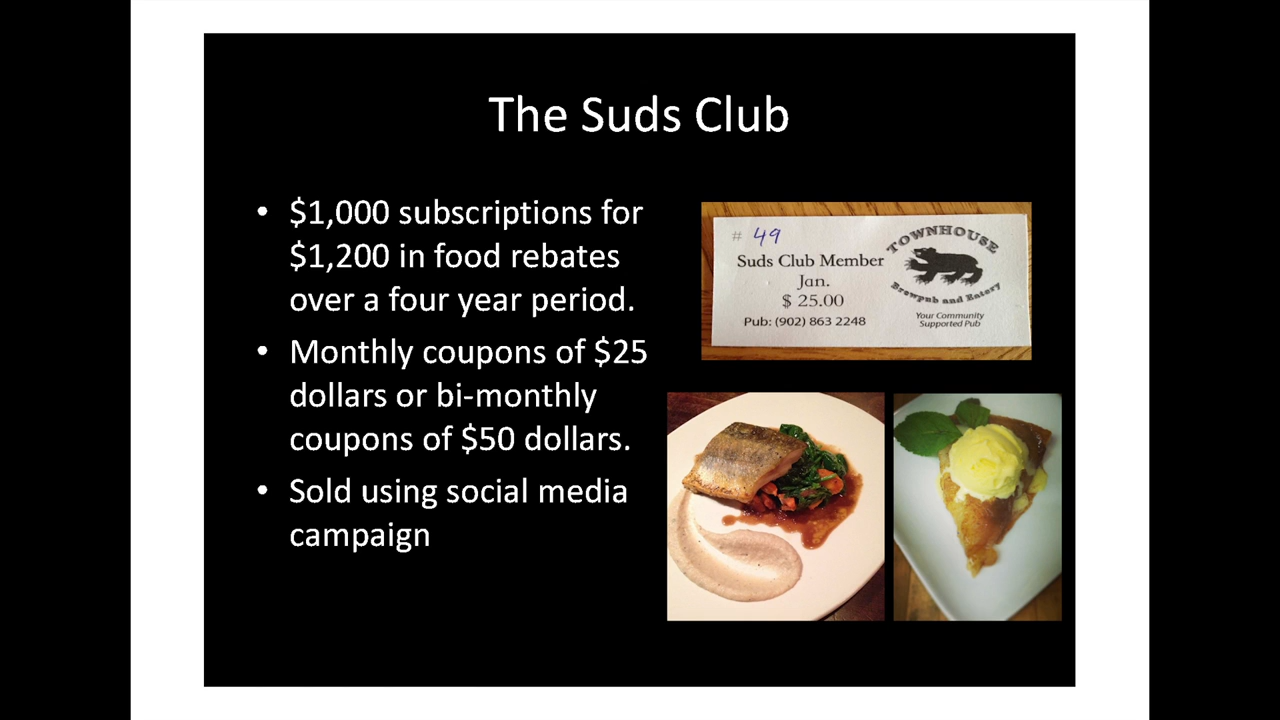 The Suds Club
• $1,000 subscriptions for
$1,200 in food rebates
over a four year period.
• Monthly coupons of $25
dollars or bi-monthly
coupons of $50 dollars.
• Sold using social media
campaign
# 49
Suds Club Member
Jan.
$ 25.00
Pub: (902) 863 2248
TOWNHOUSE
Brewpub and Eatery
Your Community
Supported Pub